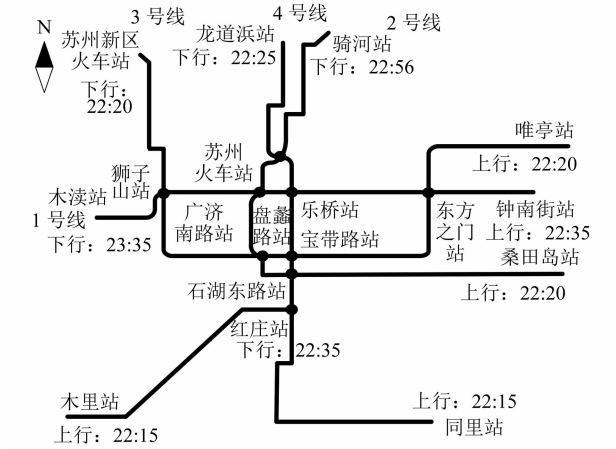 N
3 号线
苏州新区
火车站
下行:
22:20
龙道浜站
下行：22:25
4 号线
骑河站
下行：22:56
2 号线
唯亭站
上行：22:20
苏州
火车站
狮子
山站
木渎站
1 号线
下行：23:35
广济
南路站
盘蠡
路站
乐桥站
宝带路站
东方
之门
站
钟南街站
上行：22:35
桑田岛站
上行：22:20
石湖东路站
红庄站
下行：22:35
木里站
上行：22:15
上行：22:15
同里站